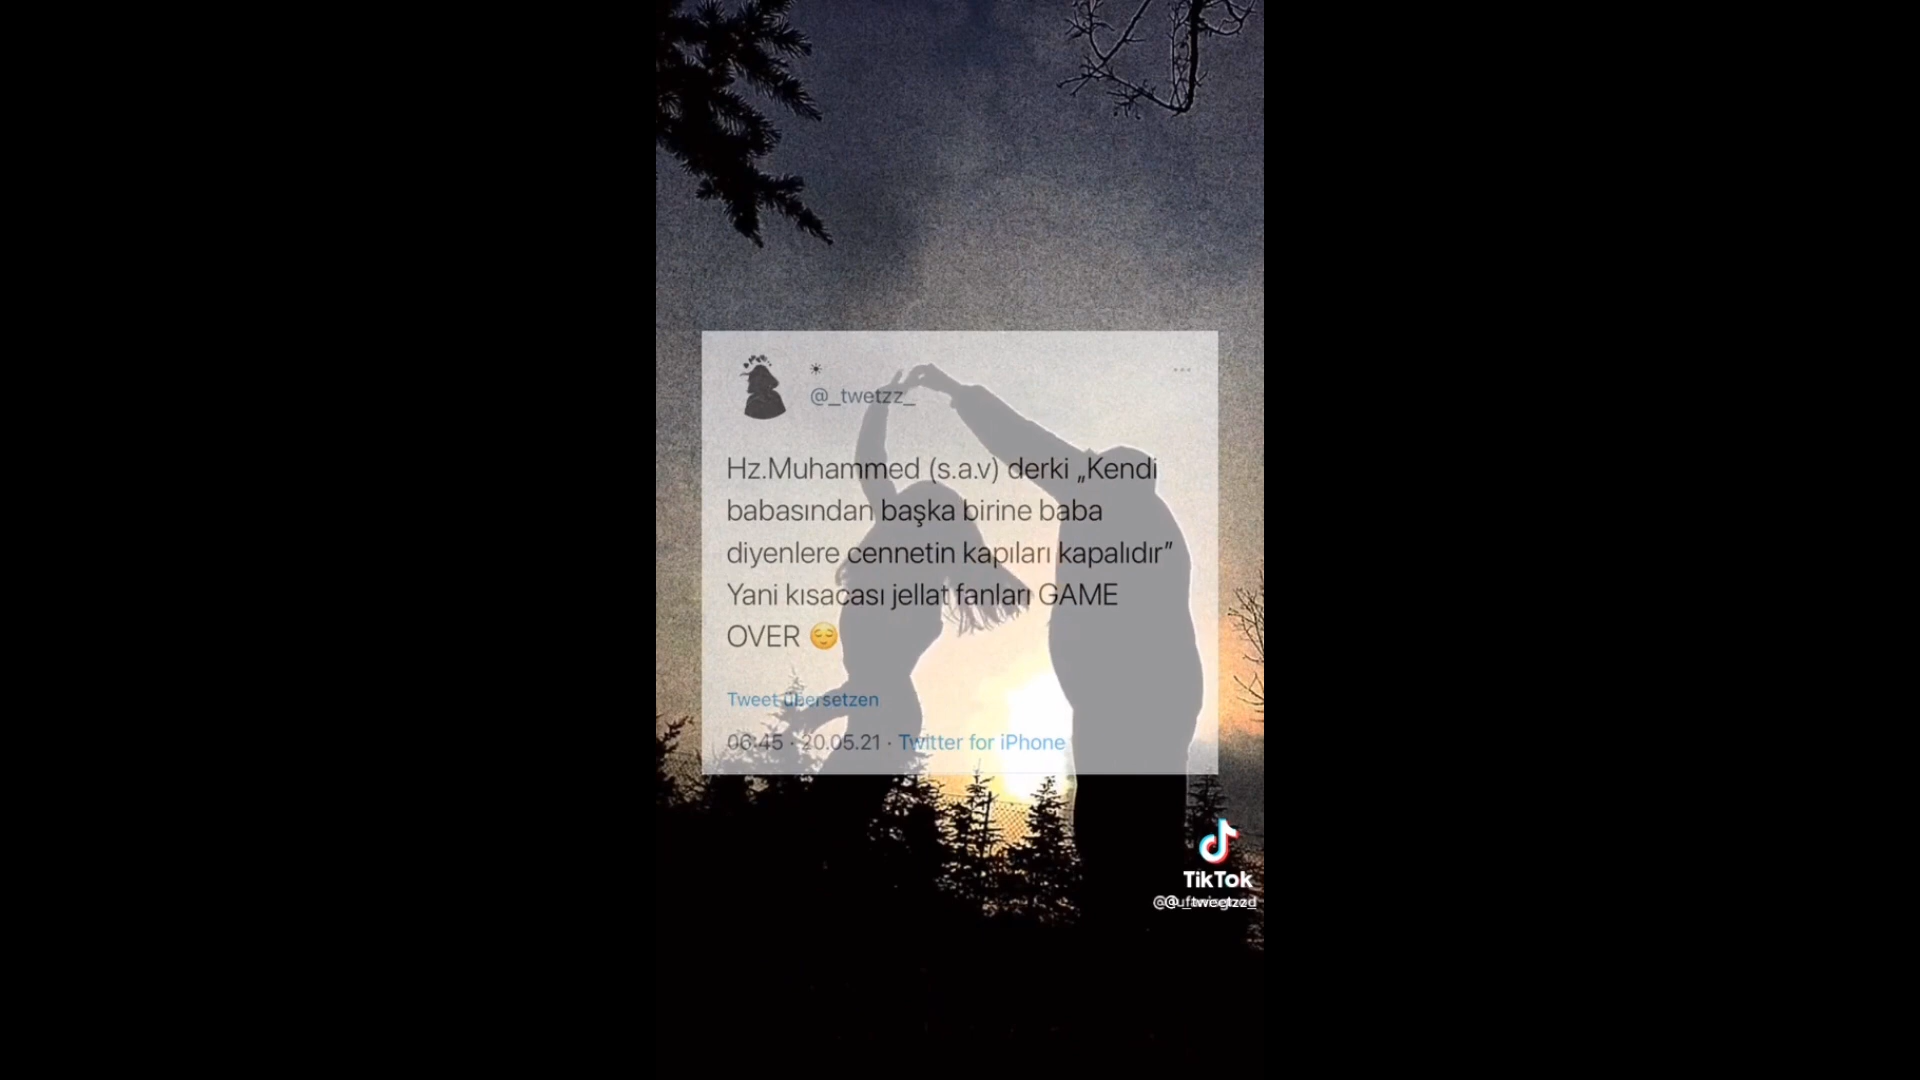 ☀
@_twetzz_
Hz.Muhammed (s.a.v) derki „Kendi
babasından başka birine baba
diyenlere cennetin kapıları kapalıdır”
Yani kısacası jellat fanları GAME
OVER 😌
Tweet übersetzen
06:45 · 20.05.21 · Twitter for iPhone
TikTok